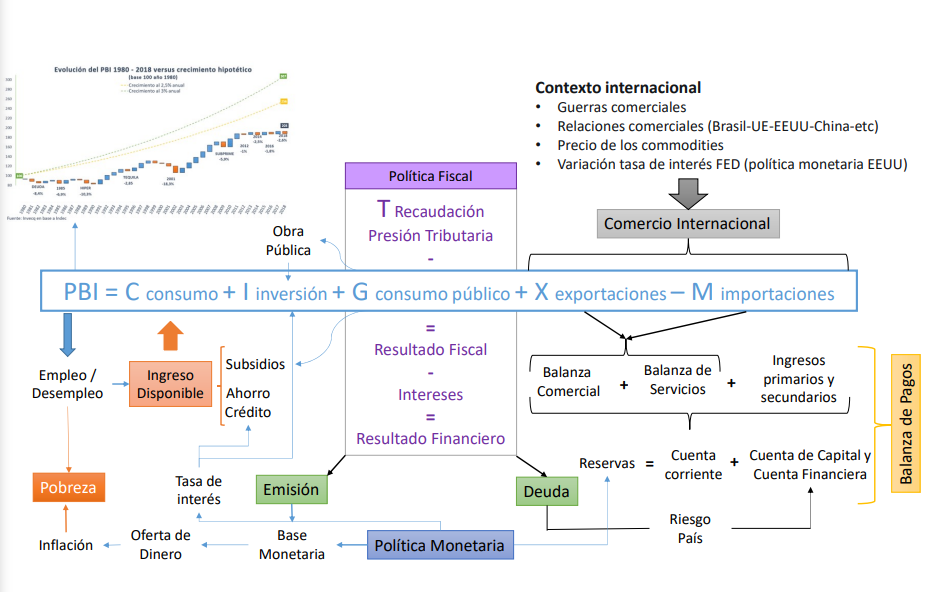 Evolución del PBI 1980 - 2018 versus crecimiento hipotético
(base 100 año 1980)
Crecimiento al 2,5% anual
Crecimiento al 3% anual
Fuente: Invecq en base a Indec
Contexto internacional
• Guerras comerciales
• Relaciones comerciales (Brasil-UE-EEUU-China-etc)
• Precio de los commodities
• Variación tasa de interés FED (política monetaria EEUU)
Política Fiscal
T Recaudación
Presión Tributaria
-
Comercio Internacional
Obra
Pública
PBI = C consumo + I inversión + G consumo público + X exportaciones – M importaciones
=
Resultado Fiscal
-
Intereses
=
Resultado Financiero
Empleo /
Desempleo
Ingreso
Disponible
Subsidios
Ahorro
Crédito
Balanza
Comercial
+
Balanza de
Servicios
+
Ingresos
primarios y
secundarios
Balanza de Pagos
Reservas
=
Cuenta
corriente
+
Cuenta de Capital y
Cuenta Financiera
Pobreza
Tasa de
interés
Emisión
Deuda
Riesgo
País
Inflación
Oferta de
Dinero
Base
Monetaria
Política Monetaria